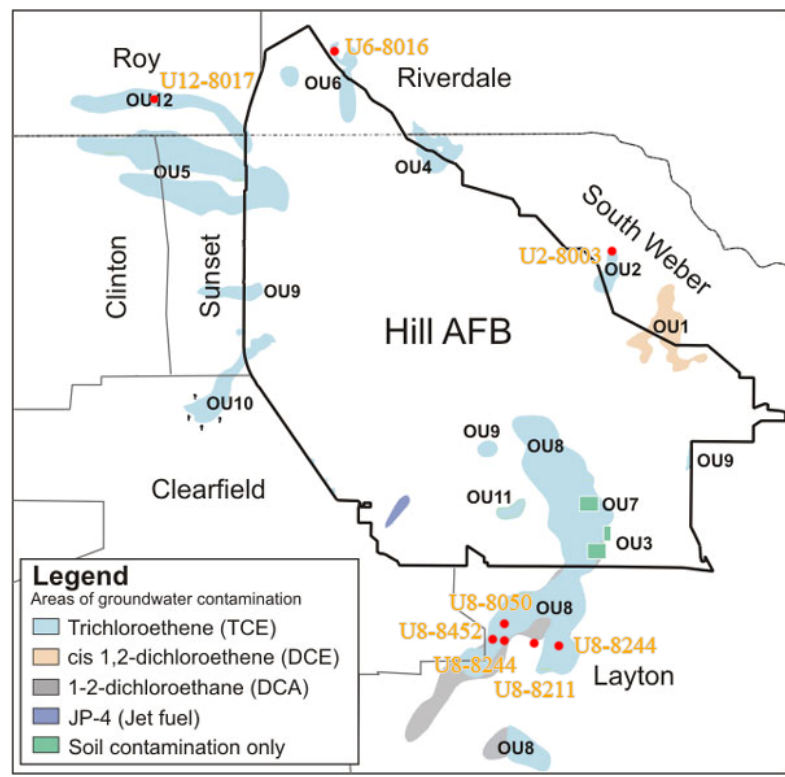 U6-8016
Roy
U12-8017
OU6
Riverdale
OU12
OU5
OU4
South Weber
U2-8003
OU2
Clinton
Sunset
OU9
Hill AFB
OU1
OU10
OU9
OU8
OU9
Clearfield
OU11
OU7
OU3
Legend
Areas of groundwater contamination
Trichloroethene (TCE)
cis 1,2-dichloroethene (DCE)
1-2-dichloroethane (DCA)
JP-4 (Jet fuel)
Soil contamination only
U8-8050
OU8
U8-8452
U8-8244
U8-8244
U8-8211
Layton
OU8